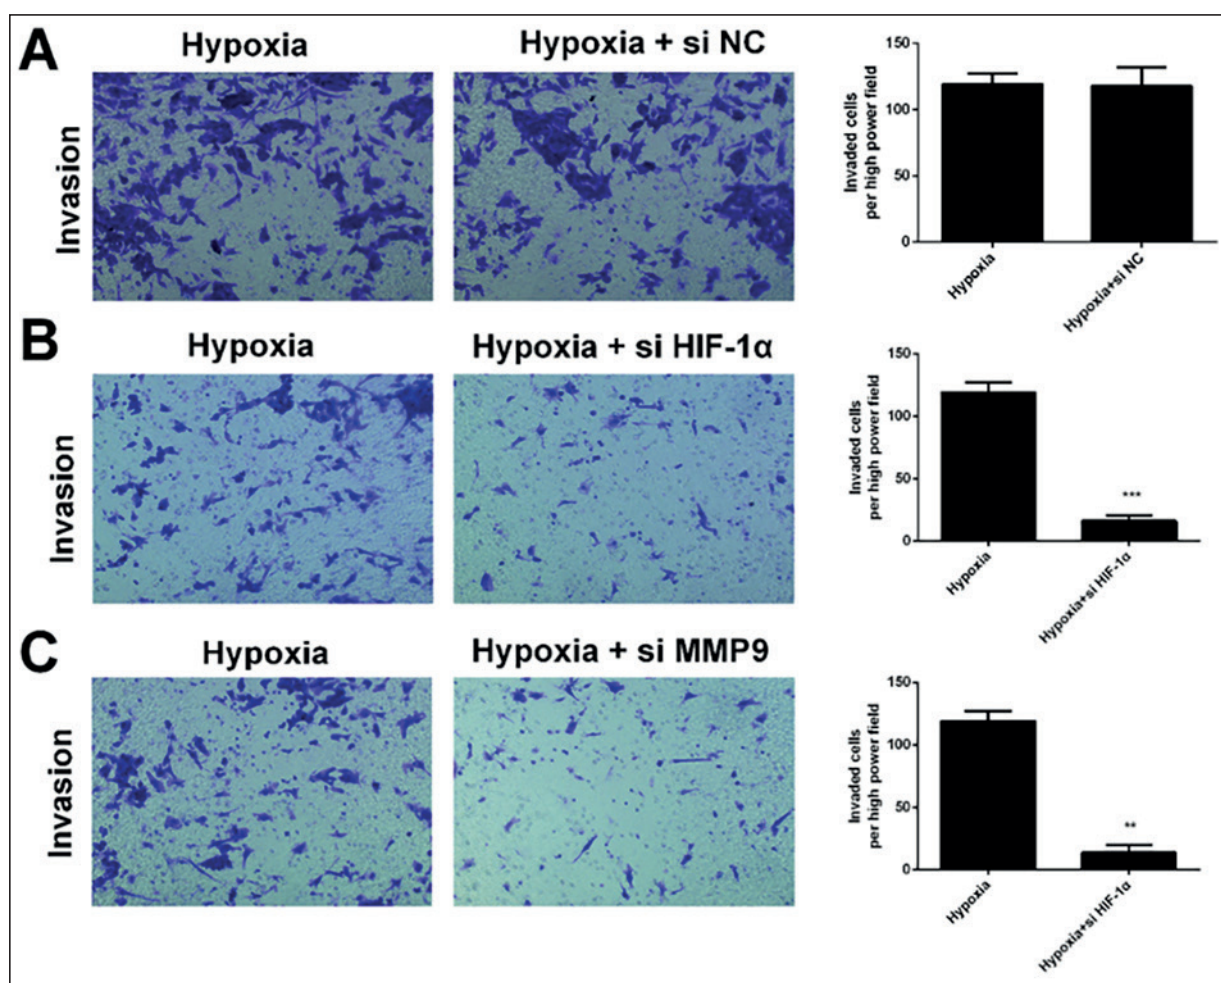 A
Hypoxia
Hypoxia + si NC
Invasion
Invaded cells
per high power field
150
100
50
0
Hypoxia
Hypoxia+si NC
B
Hypoxia
Hypoxia + si HIF-1α
Invasion
Invaded cells
per high power field
150
100
50
0
***
Hypoxia
Hypoxia+si HIF-1α
C
Hypoxia
Hypoxia + si MMP9
Invasion
Invaded cells
per high power field
150
100
50
0
**
Hypoxia
Hypoxia+si HIF-1α